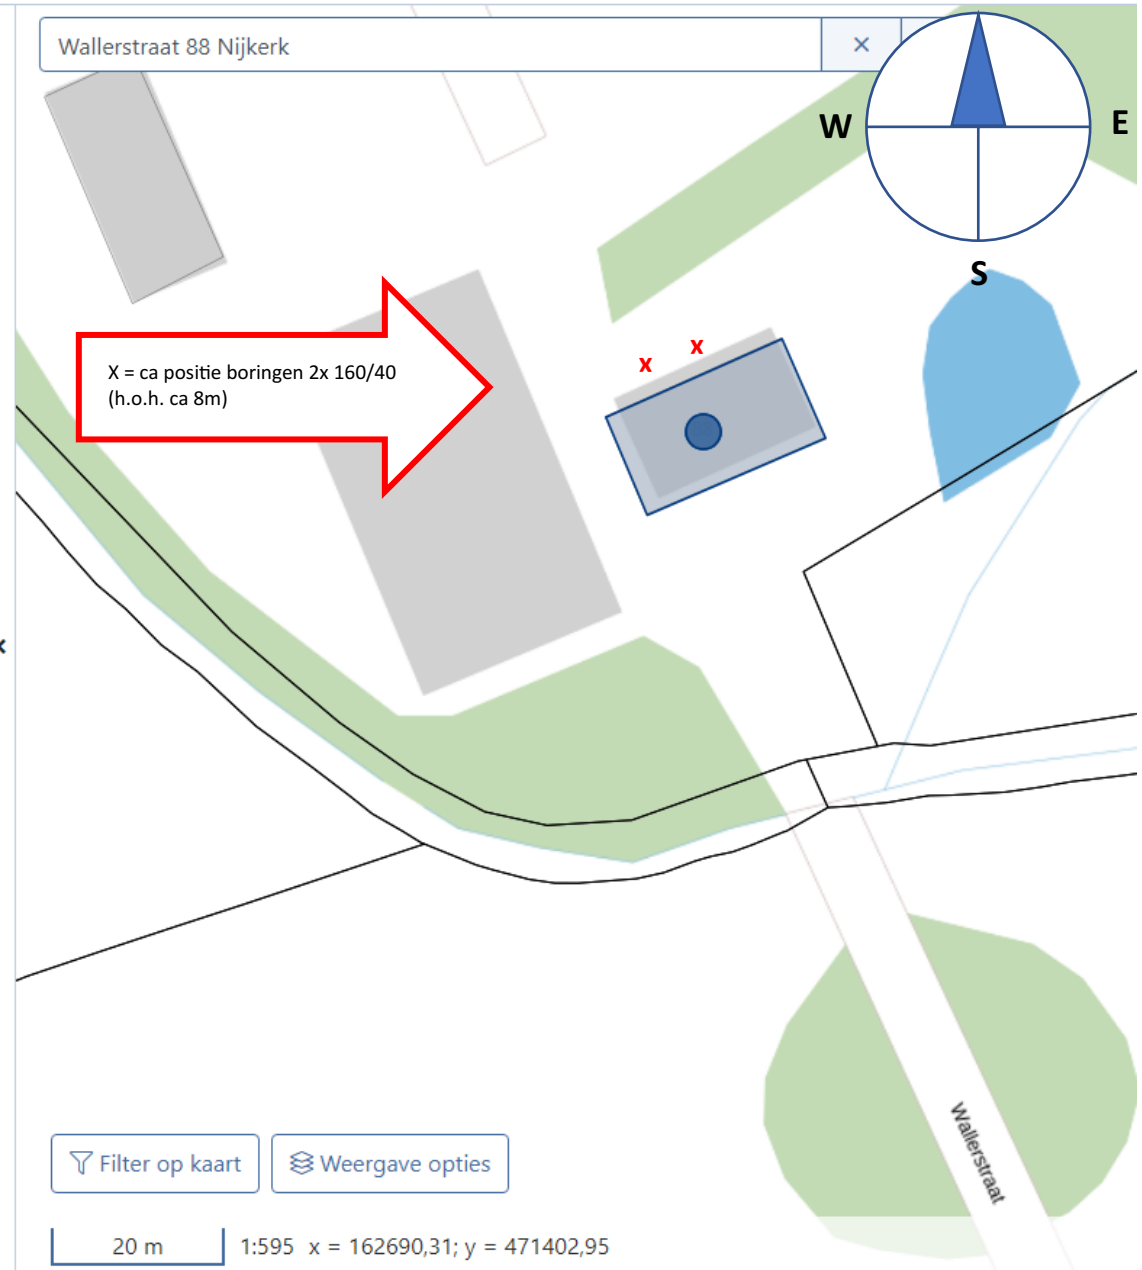 Wallerstraat 88 Nijkerk
×
W
E
S
x
x
X = ca positie boringen 2x 160/40
(h.o.h. ca 8m)
Wallerstraat
Filter op kaart
Weergave opties
20 m
1:595 x = 162690,31; y = 471402,95